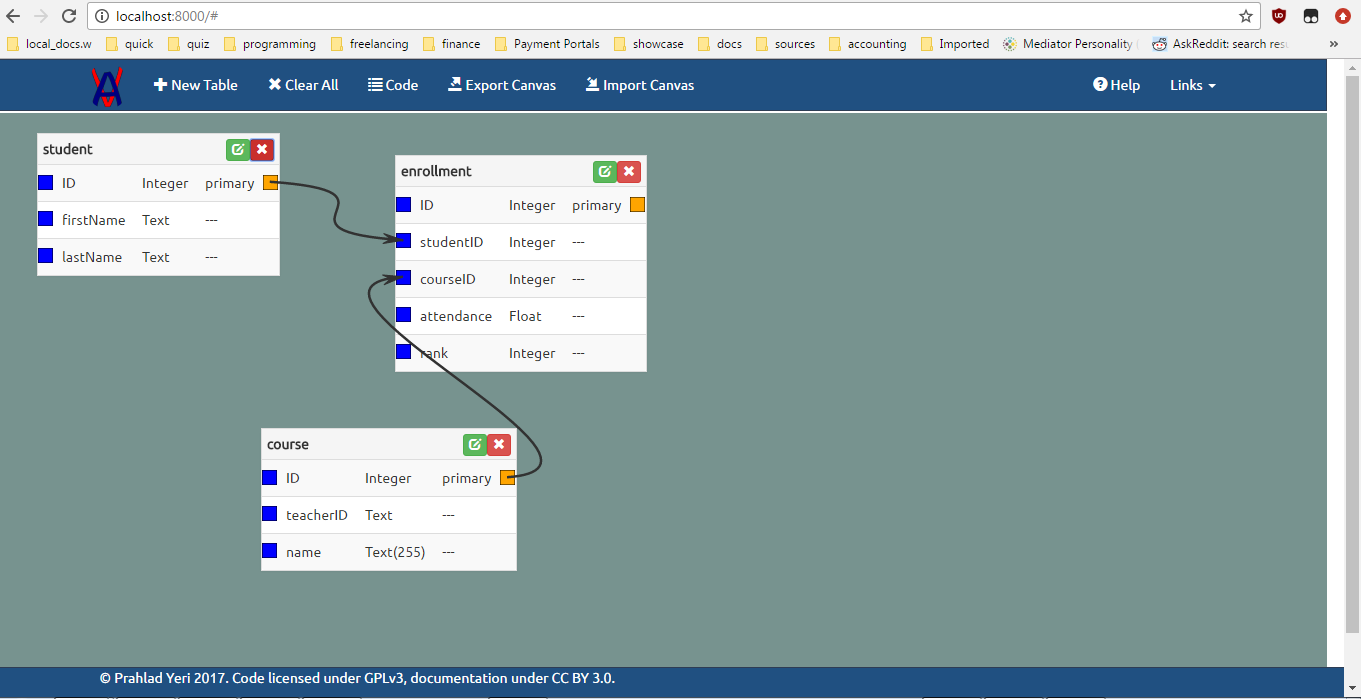 localhost:8000/#
local_docs.w quick quiz programming freelancing finance Payment Portals showcase docs sources accounting Imported Mediator Personality AskReddit: search resu »
New Table Clear All Code Export Canvas Import Canvas Help Links
student
ID Integer primary
firstName Text ---
lastName Text ---
enrollment
ID Integer primary
studentID Integer ---
courseID Integer ---
attendance Float ---
rank Integer ---
course
ID Integer primary
teacherID Text ---
name Text(255) ---
© Prahlad Yeri 2017. Code licensed under GPLv3, documentation under CC BY 3.0.